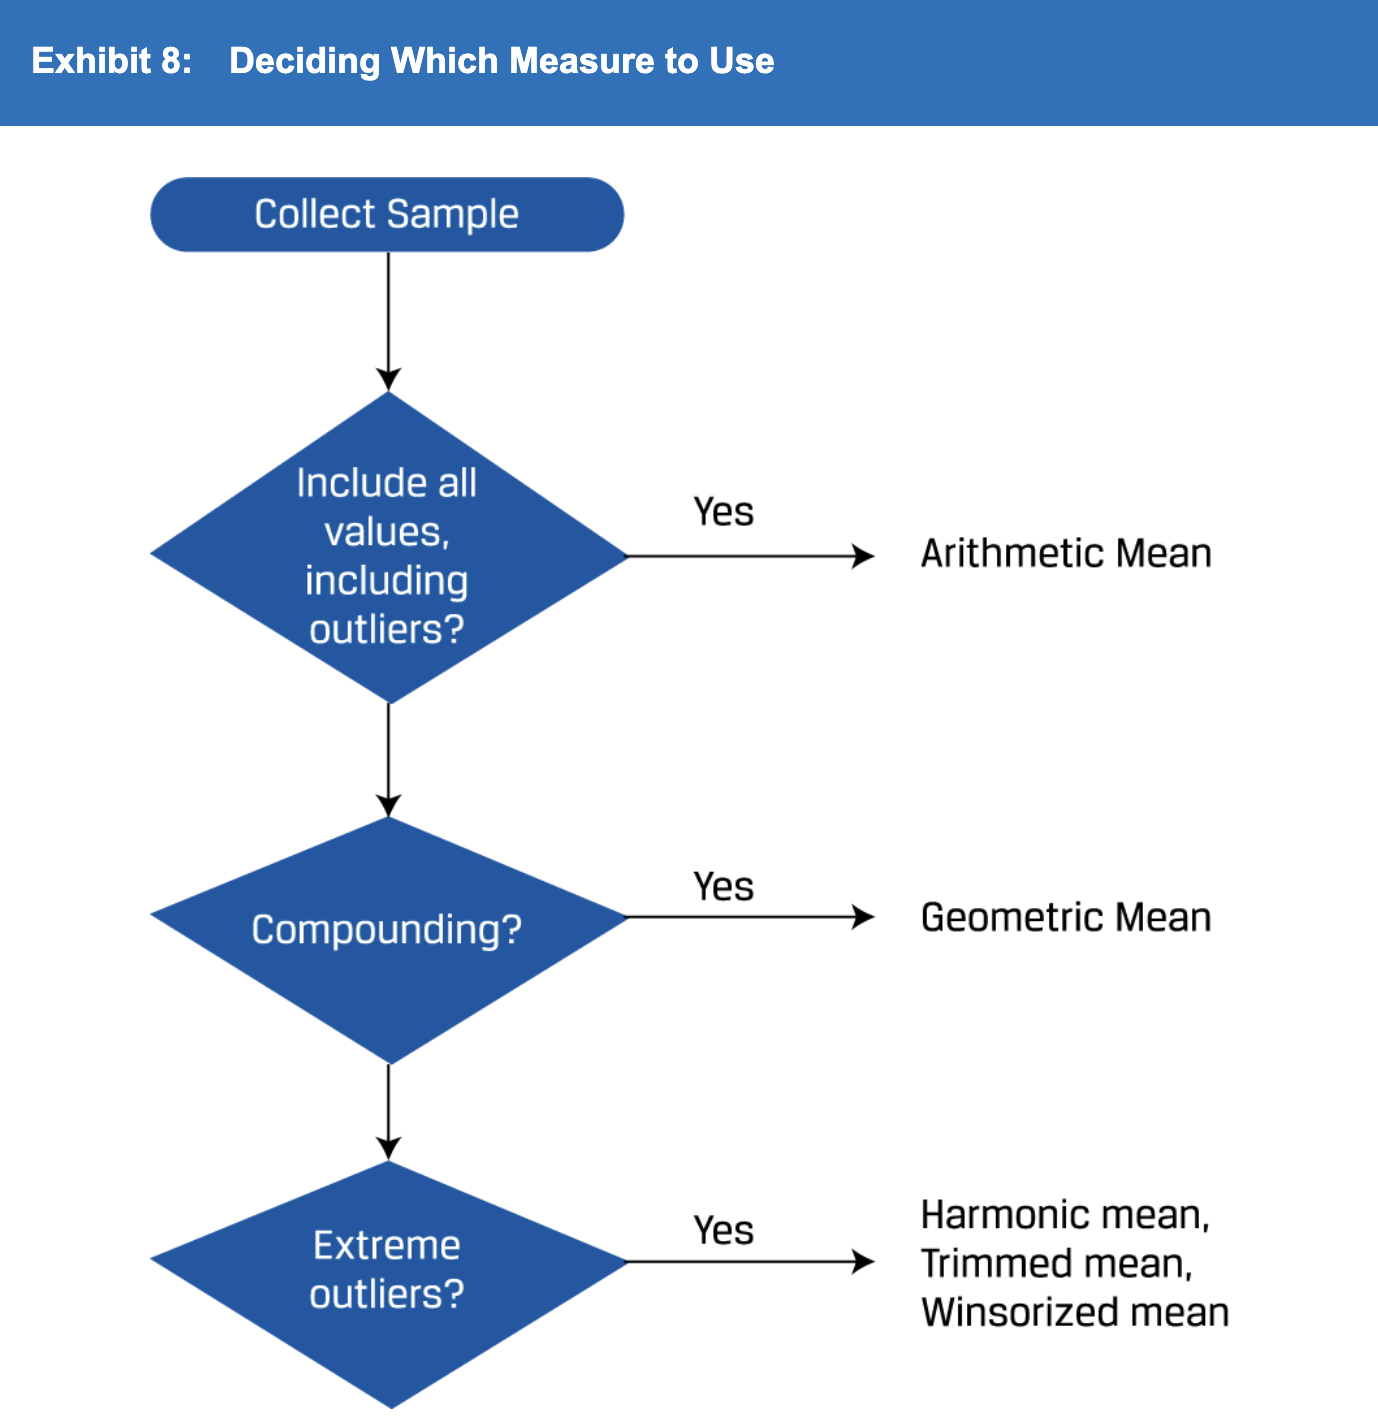 Exhibit 8: Deciding Which Measure to Use
Collect Sample
Include all
values,
including
outliers?
Yes
Arithmetic Mean
Compounding?
Yes
Geometric Mean
Extreme
outliers?
Yes
Harmonic mean,
Trimmed mean,
Winsorized mean